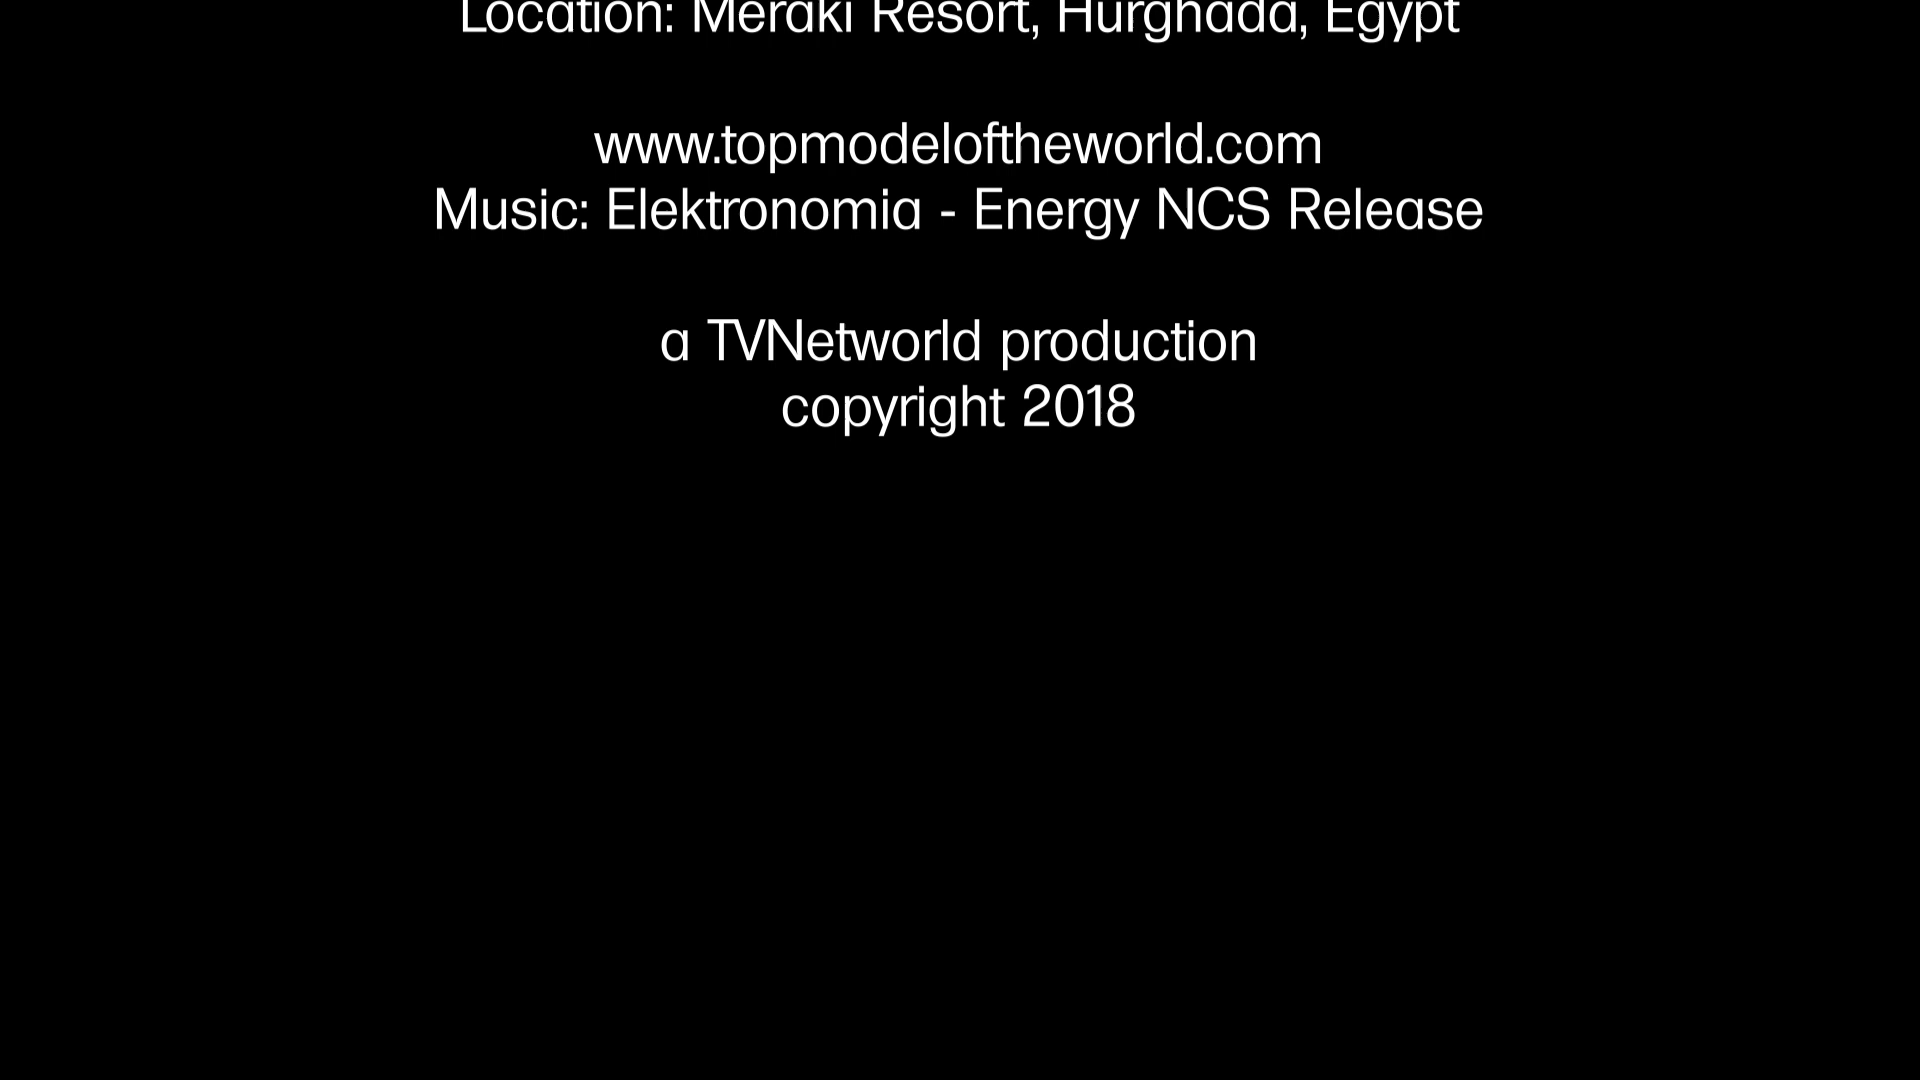 Location: Meraki Resort, Hurghada, Egypt
www.topmodeloftheworld.com
Music: Elektronomia - Energy NCS Release
a TVNetworld production
copyright 2018